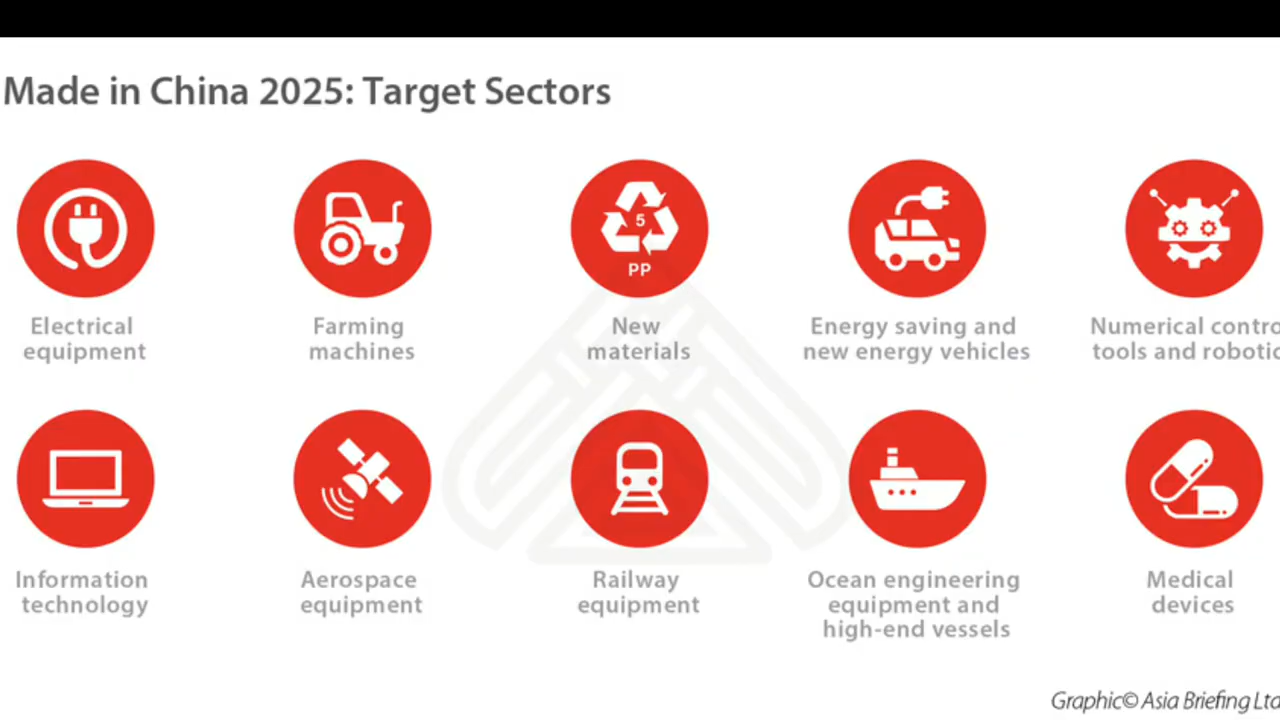 Made in China 2025: Target Sectors
5
PP
Electrical
equipment
Farming
machines
New
materials
Energy saving and
new energy vehicles
Numerical contro
tools and robotic
Information
technology
Aerospace
equipment
Railway
equipment
Ocean engineering
equipment and
high-end vessels
Medical
devices
Graphic© Asia Briefing Ltd